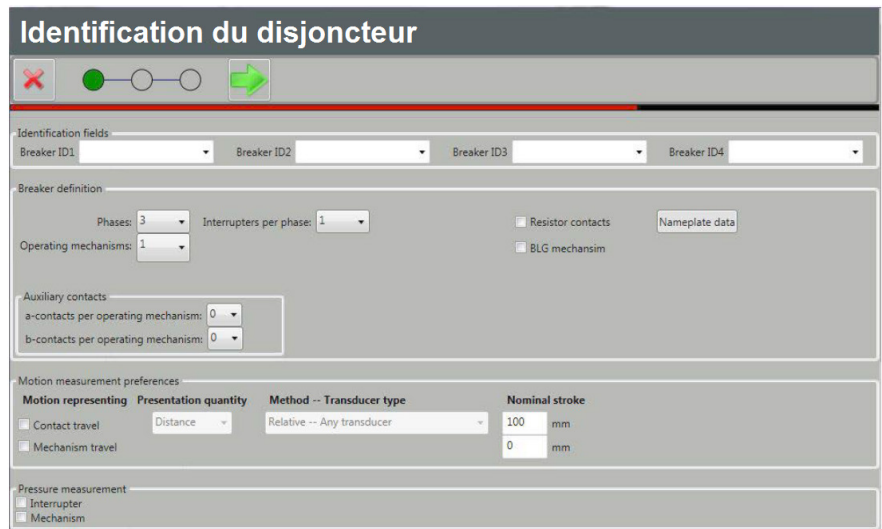 Identification du disjoncteur
Identification fields
Breaker ID1 Breaker ID2 Breaker ID3 Breaker ID4
Breaker definition
Phases: 3 Interrupters per phase: 1 Resistor contacts Nameplate data
Operating mechanisms: 1 BLG mechansim
Auxiliary contacts
a-contacts per operating mechanism: 0
b-contacts per operating mechanism: 0
Motion measurement preferences
Motion representing Presentation quantity Method -- Transducer type Nominal stroke
Contact travel Distance Relative -- Any transducer 100 mm
Mechanism travel 0 mm
Pressure measurement
Interrupter
Mechanism